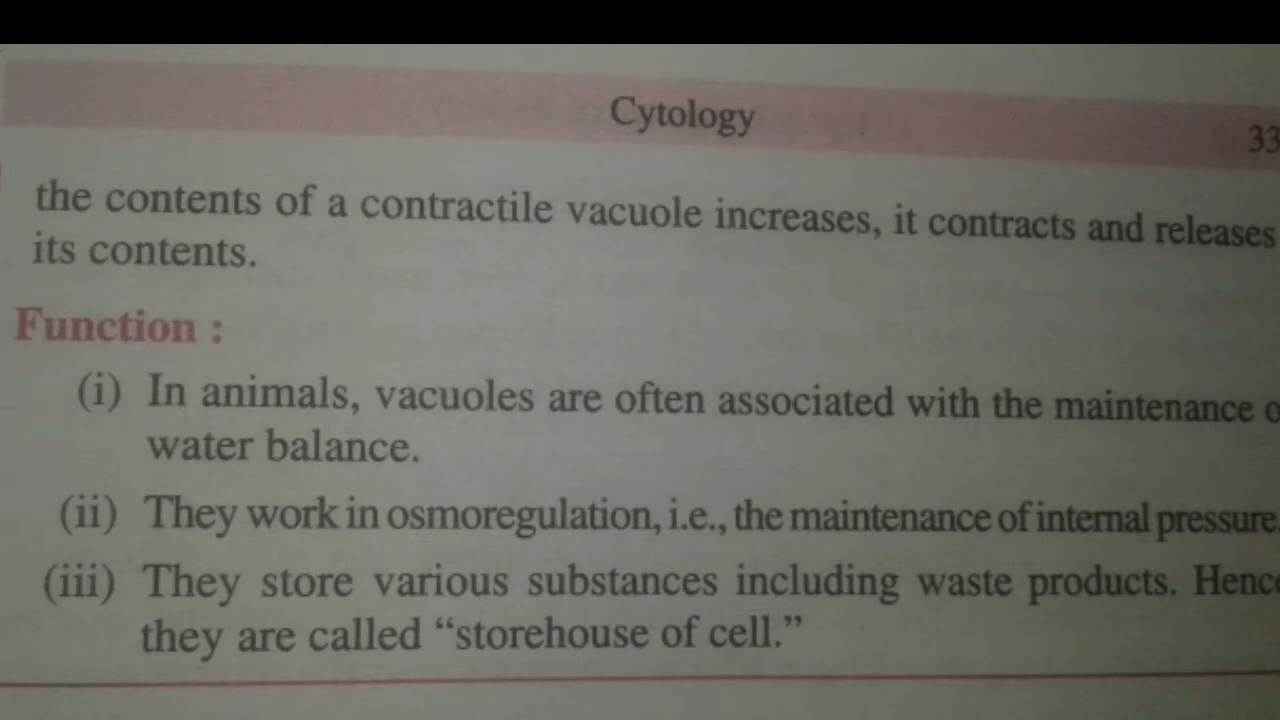 Cytology
33
the contents of a contractile vacuole increases, it contracts and releases
its contents.
Function :
(i) In animals, vacuoles are often associated with the maintenance
water balance.
(ii) They work in osmoregulation, i.e., the maintenance of internal pressure
(iii) They store various substances including waste products. Henc
they are called “storehouse of cell.”